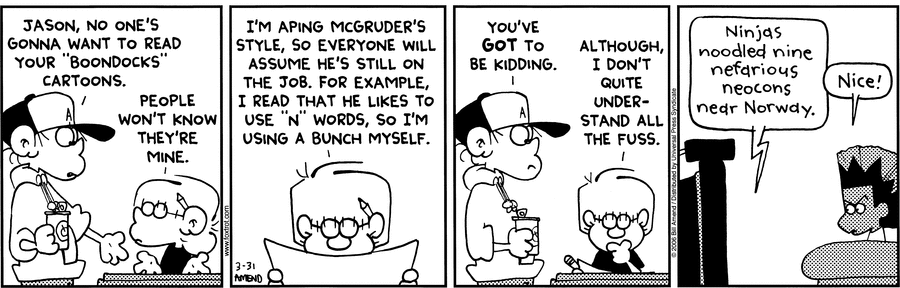 JASON, NO ONE'S
GONNA WANT TO READ
YOUR "BOONDOCKS"
CARTOONS.
A
PEOPLE
WON'T KNOW
THEY'RE
MINE.
www.foxtrot.com
I'M APING MCGRUDER'S
STYLE, SO EVERYONE WILL
ASSUME HE'S STILL ON
THE JOB. FOR EXAMPLE,
I READ THAT HE LIKES TO
USE "N" WORDS, SO I'M
USING A BUNCH MYSELF.
3-31
AMEND
YOU'VE
GOT TO
BE KIDDING.
A
ALTHOUGH,
I DON'T
QUITE
UNDER-
STAND ALL
THE FUSS.
© 2006 Bill Amend / Distributed by Universal Press Syndicate
Ninjas
noodled nine
nefarious
neocons
near Norway.
Nice!